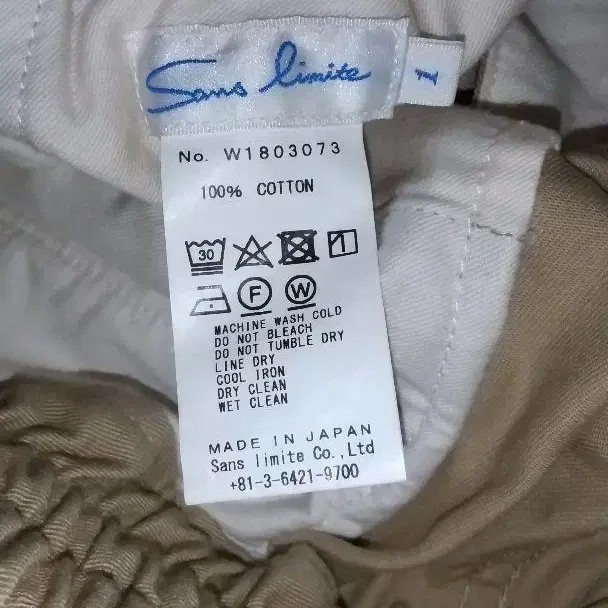 Sans limite
1
No. W1803073
100% COTTON
30
F W
MACHINE WASH COLD
DO NOT BLEACH
DO NOT TUMBLE DRY
LINE DRY
COOL IRON
DRY CLEAN
WET CLEAN
MADE IN JAPAN
Sans limite Co.,Ltd
+81-3-6421-9700